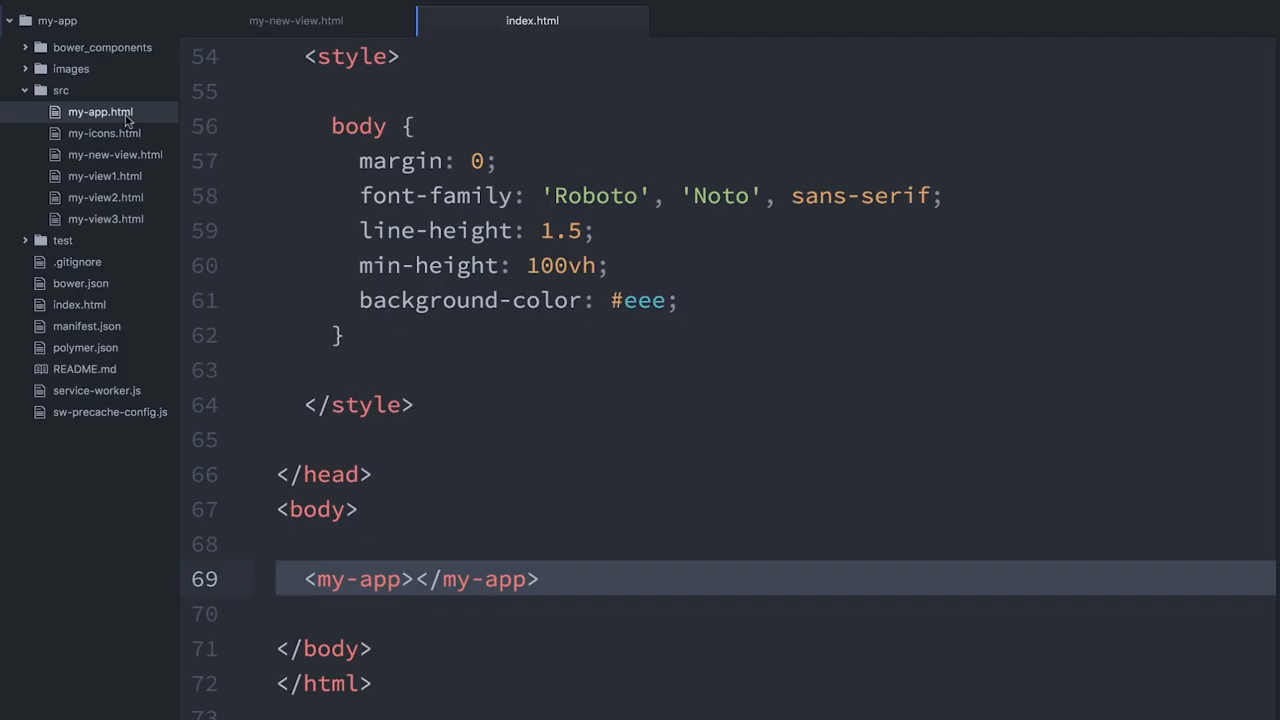 my-app
bower_components
images
src
my-app.html
my-icons.html
my-new-view.html
my-view1.html
my-view2.html
my-view3.html
test
.gitignore
bower.json
index.html
manifest.json
polymer.json
README.md
service-worker.js
sw-precache-config.js
my-new-view.html
index.html
54 <style>
55
56 body {
57 margin: 0;
58 font-family: 'Roboto', 'Noto', sans-serif;
59 line-height: 1.5;
60 min-height: 100vh;
61 background-color: #eee;
62 }
63
64 </style>
65
66 </head>
67 <body>
68
69 <my-app></my-app>
70
71 </body>
72 </html>
73